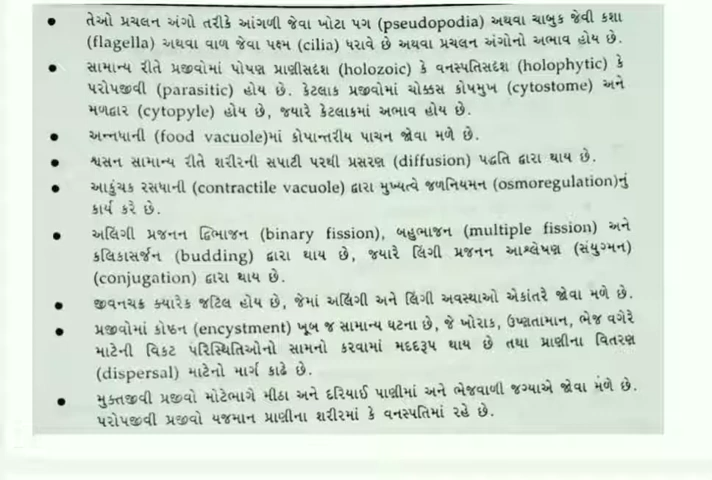 • તેઓ પ્રચલન અંગો તરીકે આંગળી જેવા ખોટા પગ (pseudopodia) અથવા ચાબુક જેવી કશા
(flagella) અથવા વાળ જેવા પક્ષ્મ (cilia) ધરાવે છે અથવા પ્રચલન અંગોનો અભાવ હોય છે.
• સામાન્ય રીતે પ્રજીવોમાં પોષણ પ્રાણીસદૃશ (holozoic) કે વનસ્પતિસદૃશ (holophytic) કે
પરોપજીવી (parasitic) હોય છે. કેટલાક પ્રજીવોમાં ચોક્કસ કોષમુખ (cytostome) અને
મળદ્વાર (cytopyle) હોય છે, જ્યારે કેટલાકમાં અભાવ હોય છે.
• અન્નધાની (food vacuole)માં કોષાન્તરીય પાચન જોવા મળે છે.
• શ્વસન સામાન્ય રીતે શરીરની સપાટી પરથી પ્રસરણ (diffusion) પદ્ધતિ દ્વારા થાય છે.
• આકુંચક રસધાની (contractile vacuole) દ્વારા મુખ્યત્વે જળનિયમન (osmoregulation)નું
કાર્ય કરે છે.
• અલિંગી પ્રજનન દ્વિભાજન (binary fission), બહુભાજન (multiple fission) અને
કલિકાસર્જન (budding) દ્વારા થાય છે, જ્યારે લિંગી પ્રજનન આશ્લેષણ (સંયુગ્મન)
(conjugation) દ્વારા થાય છે.
• જીવનચક્ર ક્યારેક જટિલ હોય છે, જેમાં અલિંગી અને લિંગી અવસ્થાઓ એકાંતરે જોવા મળે છે.
• પ્રજીવોમાં કોષ્ઠન (encystment) ખૂબ જ સામાન્ય ઘટના છે, જે ખોરાક, ઉષ્ણતામાન, ભેજ વગેરે
માટેની વિકટ પરિસ્થિતિઓનો સામનો કરવામાં મદદરૂપ થાય છે તથા પ્રાણીના વિતરણ
(dispersal) માટેનો માર્ગ કાઢે છે.
• મુક્તજીવી પ્રજીવો મોટેભાગે મીઠા અને દરિયાઈ પાણીમાં અને ભેજવાળી જગ્યાએ જોવા મળે છે.
પરોપજીવી પ્રજીવો યજમાન પ્રાણીના શરીરમાં કે વનસ્પતિમાં રહે છે.